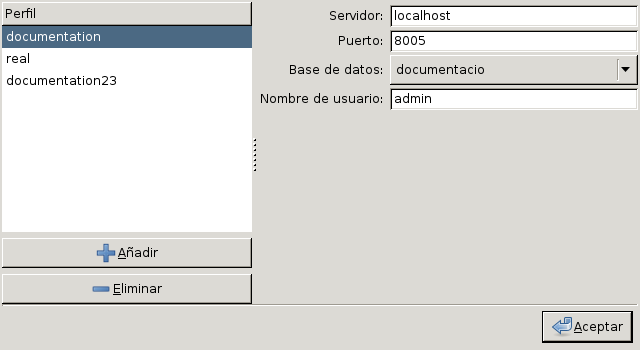 Perfil
documentation
real
documentation23
Añadir
Eliminar
Servidor: localhost
Puerto: 8005
Base de datos: documentacio
Nombre de usuario: admin
Aceptar